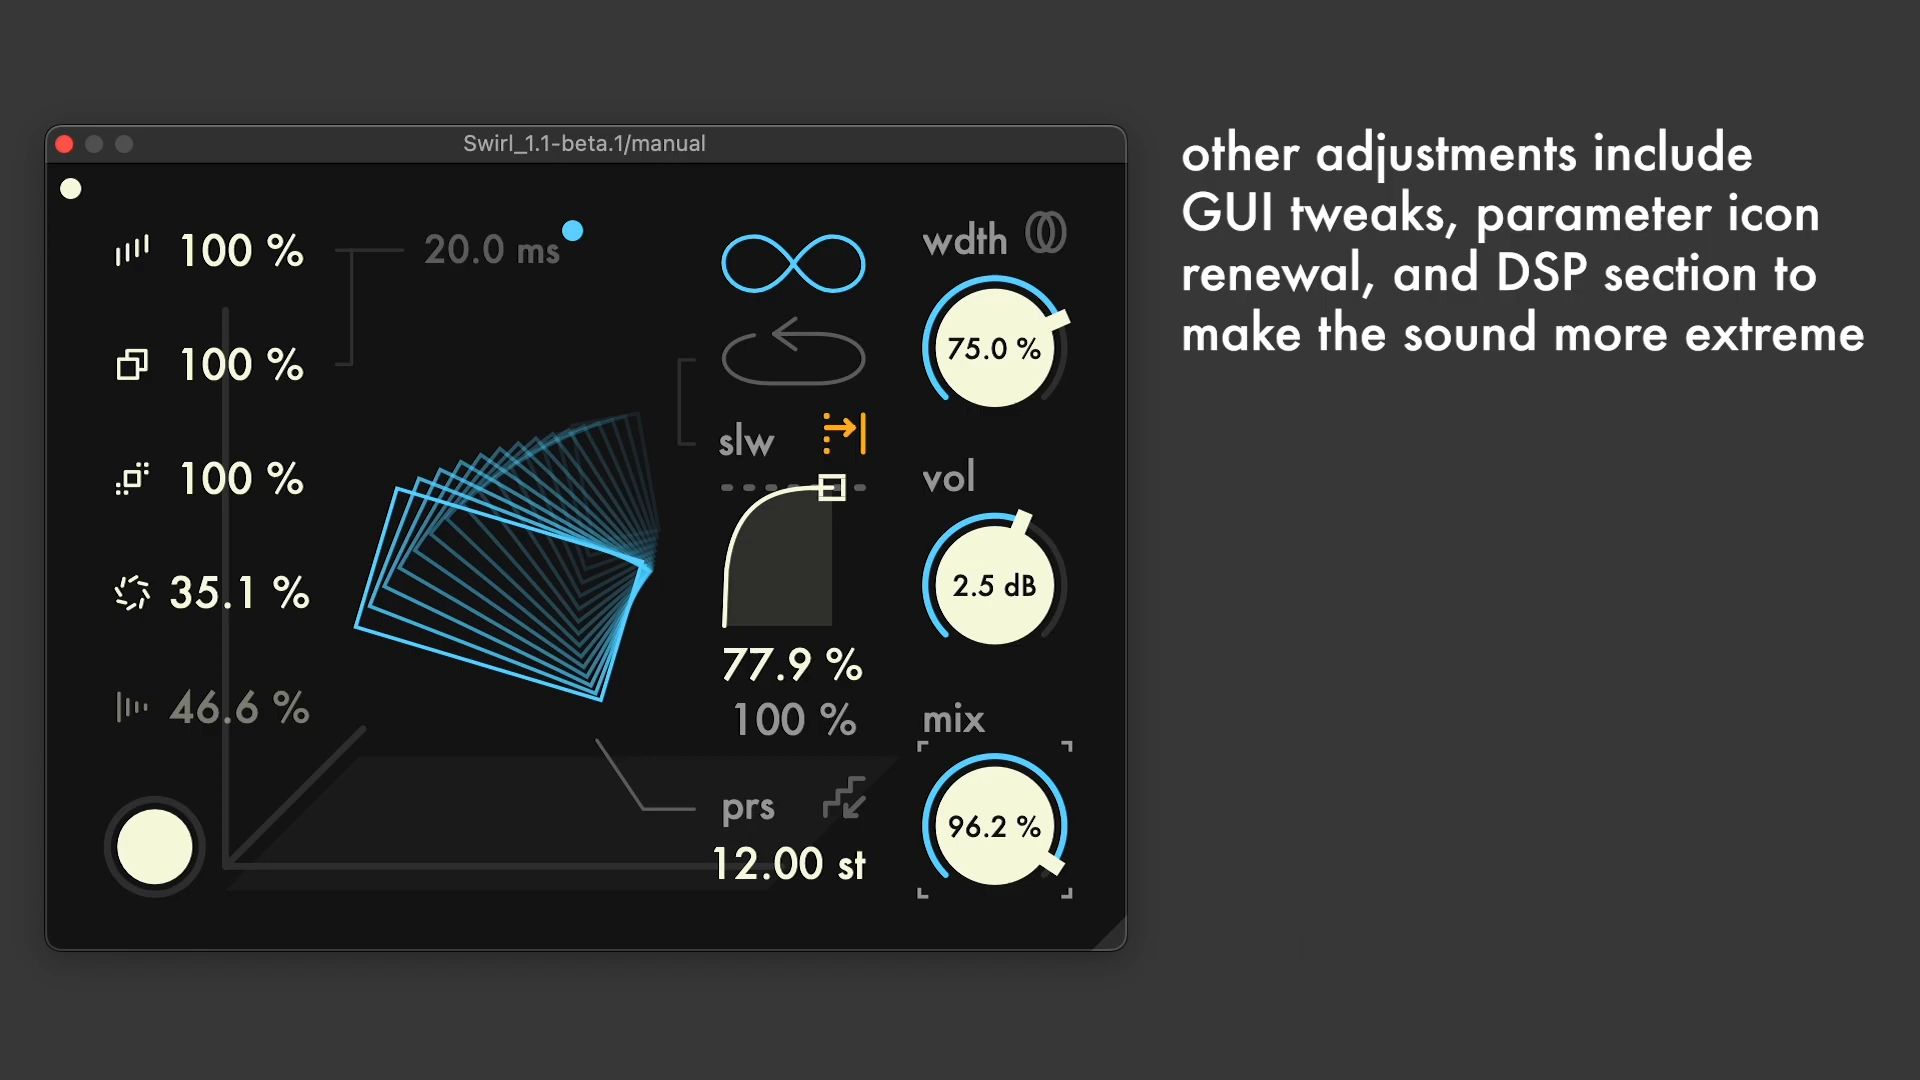 Swirl_1.1-beta.1/manual
other adjustments include
GUI tweaks, parameter icon
renewal, and DSP section to
make the sound more extreme
100 %
20.0 ms
wdth
100 %
75.0 %
slw
100 %
vol
35.1 %
2.5 dB
77.9 %
46.6 %
100 %
mix
prs
96.2 %
12.00 st